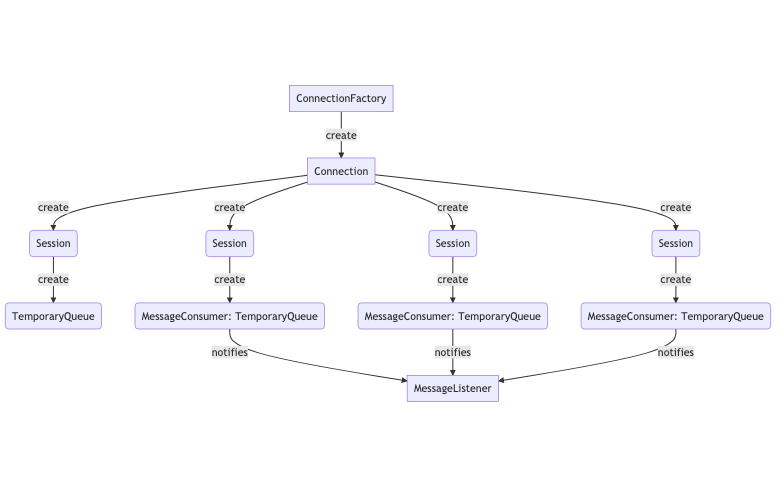 ConnectionFactory
create
Connection
create
create
create
create
Session
Session
Session
Session
create
create
create
create
TemporaryQueue
MessageConsumer: TemporaryQueue
MessageConsumer: TemporaryQueue
MessageConsumer: TemporaryQueue
notifies
notifies
notifies
MessageListener